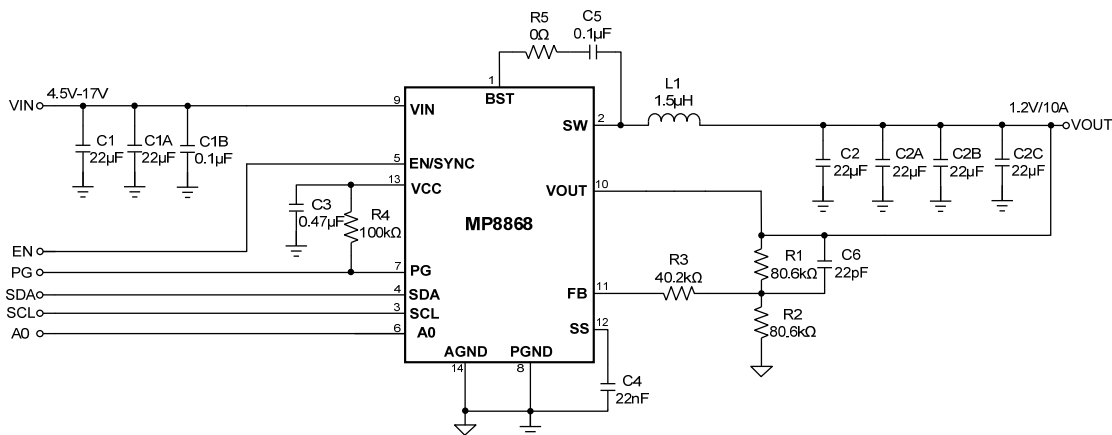 R5
0Ω
C5
0.1µF
1
BST
VIN
4.5V-17V
9
VIN
C1
22µF
C1A
22µF
C1B
0.1µF
SW
2
L1
1.5µH
1.2V/10A
VOUT
C2
22µF
C2A
22µF
C2B
22µF
C2C
22µF
5
EN/SYNC
13
VCC
VOUT
10
C3
0.47µF
R4
100kΩ
MP8868
EN
PG
7
PG
SDA
4
SDA
SCL
3
SCL
A0
6
A0
R3
40.2kΩ
FB
11
R1
80.6kΩ
C6
22pF
R2
80.6kΩ
SS
12
AGND
14
PGND
8
C4
22nF